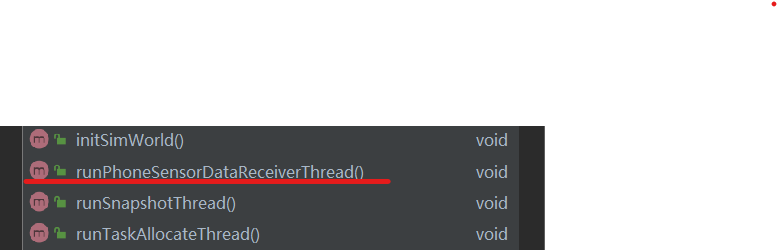 initSimWorld() void
runPhoneSensorDataReceiverThread() void
runSnapshotThread() void
runTaskAllocateThread() void